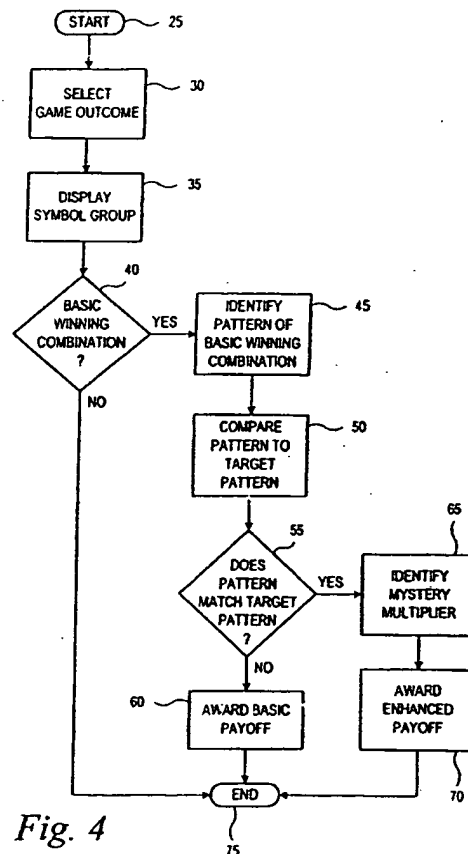 START
25
SELECT
GAME OUTCOME
30
DISPLAY
SYMBOL GROUP
35
BASIC
WINNING
COMBINATION
?
40
YES
NO
IDENTIFY
PATTERN OF
BASIC WINNING
COMBINATION
45
COMPARE
PATTERN TO
TARGET
PATTERN
50
DOES
PATTERN
MATCH TARGET
PATTERN
?
55
YES
NO
IDENTIFY
MYSTERY
MULTIPLIER
65
AWARD BASIC
PAYOFF
60
AWARD
ENHANCED
PAYOFF
70
END
75
Fig. 4